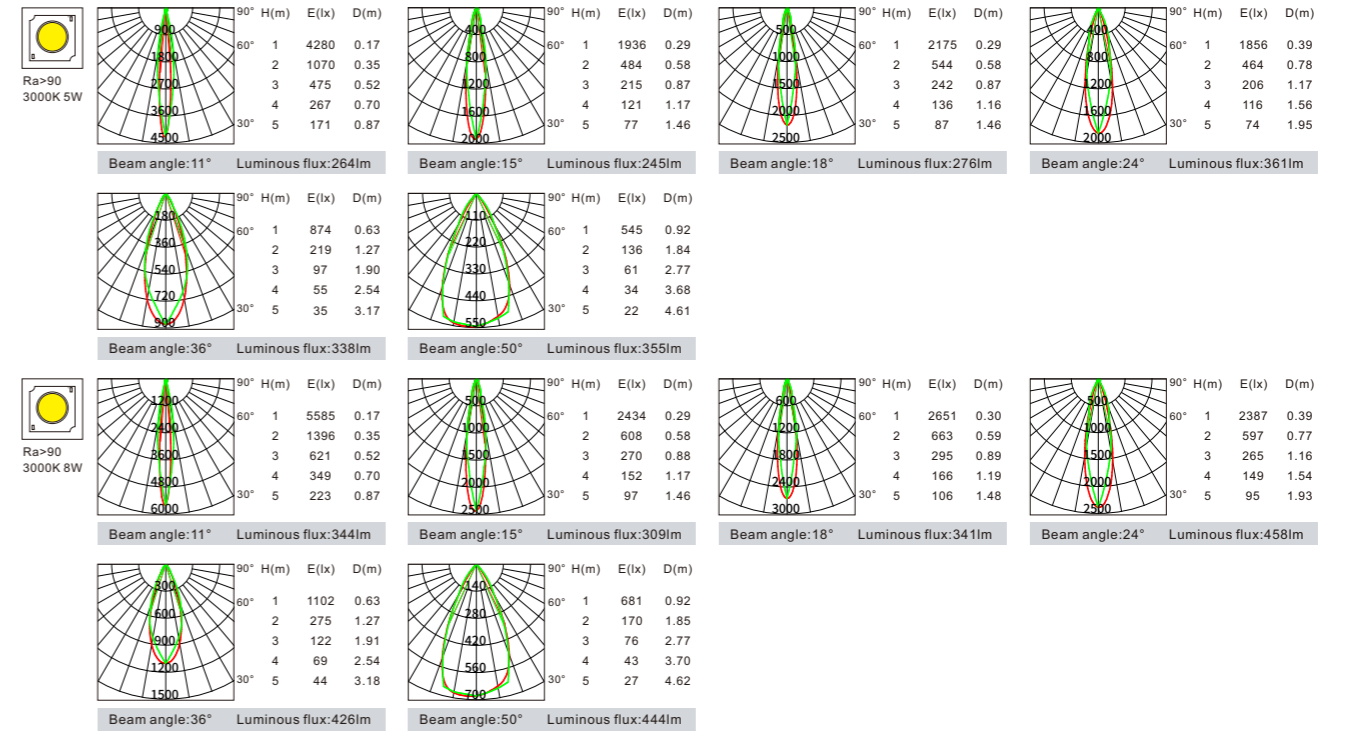 90° H(m) E(lx) D(m)
900
60° 1 4280 0.17
1800
2 1070 0.35
2700
3 475 0.52
3600
4 267 0.70
30° 5 171 0.87
4500
Beam angle:11° Luminous flux:264lm
90° H(m) E(lx) D(m)
400
60° 1 1936 0.29
800
2 484 0.58
1200
3 215 0.87
1600
4 121 1.17
30° 5 77 1.46
2000
Beam angle:15° Luminous flux:245lm
90° H(m) E(lx) D(m)
500
60° 1 2175 0.29
1000
2 544 0.58
1500
3 242 0.87
2000
4 136 1.16
30° 5 87 1.46
2500
Beam angle:18° Luminous flux:276lm
90° H(m) E(lx) D(m)
400
60° 1 1856 0.39
800
2 464 0.78
1200
3 206 1.17
1600
4 116 1.56
30° 5 74 1.95
2000
Beam angle:24° Luminous flux:361lm
Ra>90
3000K 5W
90° H(m) E(lx) D(m)
180
60° 1 874 0.63
360
2 219 1.27
540
3 97 1.90
720
4 55 2.54
30° 5 35 3.17
900
Beam angle:36° Luminous flux:338lm
90° H(m) E(lx) D(m)
110
60° 1 545 0.92
220
2 136 1.84
330
3 61 2.77
440
4 34 3.68
30° 5 22 4.61
550
Beam angle:50° Luminous flux:355lm
90° H(m) E(lx) D(m)
1200
60° 1 5585 0.17
2400
2 1396 0.35
3600
3 621 0.52
4800
4 349 0.70
30° 5 223 0.87
6000
Beam angle:11° Luminous flux:344lm
90° H(m) E(lx) D(m)
500
60° 1 2434 0.29
1000
2 608 0.58
1500
3 270 0.88
2000
4 152 1.17
30° 5 97 1.46
2500
Beam angle:15° Luminous flux:309lm
90° H(m) E(lx) D(m)
600
60° 1 2651 0.30
1200
2 663 0.59
1800
3 295 0.89
2400
4 166 1.19
30° 5 106 1.48
3000
Beam angle:18° Luminous flux:341lm
90° H(m) E(lx) D(m)
500
60° 1 2387 0.39
1000
2 597 0.77
1500
3 265 1.16
2000
4 149 1.54
30° 5 95 1.93
2500
Beam angle:24° Luminous flux:458lm
Ra>90
3000K 8W
90° H(m) E(lx) D(m)
300
60° 1 1102 0.63
600
2 275 1.27
900
3 122 1.91
1200
4 69 2.54
30° 5 44 3.18
1500
Beam angle:36° Luminous flux:426lm
90° H(m) E(lx) D(m)
140
60° 1 681 0.92
280
2 170 1.85
420
3 76 2.77
560
4 43 3.70
30° 5 27 4.62
700
Beam angle:50° Luminous flux:444lm